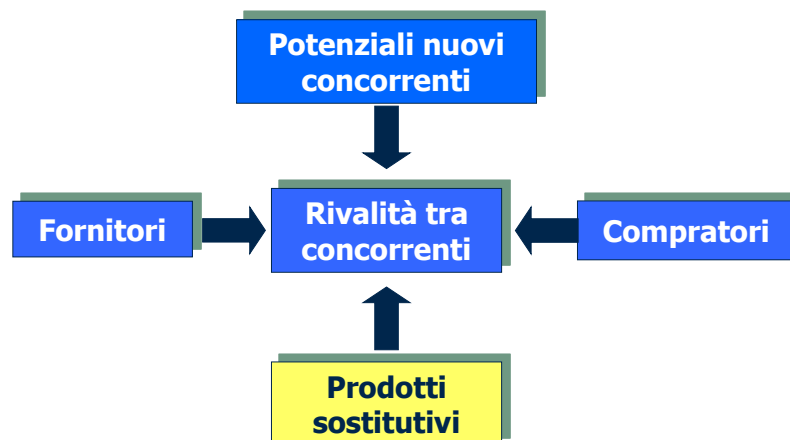 Potenziali nuovi
concorrenti
Fornitori
Rivalità tra
concorrenti
Compratori
Prodotti
sostitutivi